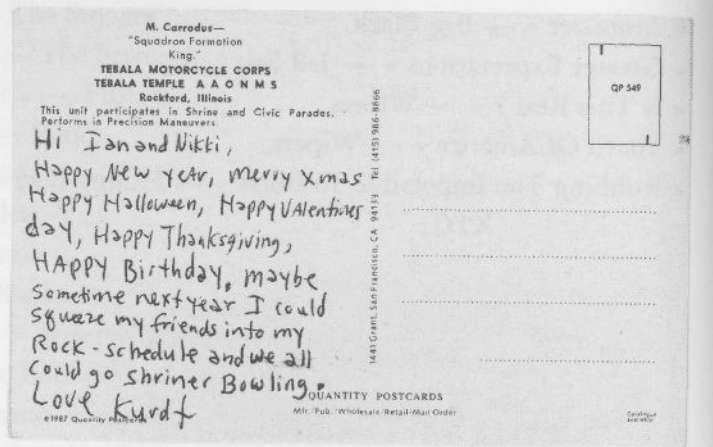 M. Carradus—
"Squadron Formation
King."
TEBALA MOTORCYCLE CORPS
TEBALA TEMPLE A A O N M S
Rockford, Illinois
This unit participates in Shrine and Civic Parades.
Performs in Precision Maneuvers.
Hi Ian and Nikki,
Happy New YeAr, merry Xmas
Happy Halloween, Happy VAlentines
day, Happy Thanksgiving,
HAppy Birthday, maybe
Sometime next year I could
Squeeze my friends into my
Rock-schedule and we all
Could go Shriner Bowling.
Love Kurdt
©1987 Quantity Postcards
1441 Grant, San Francisco, CA 94133 Tel (415) 986-8866
QP 549
QUANTITY POSTCARDS
Mfr./Pub./Wholesale/Retail-Mail Order
Catalogue
available